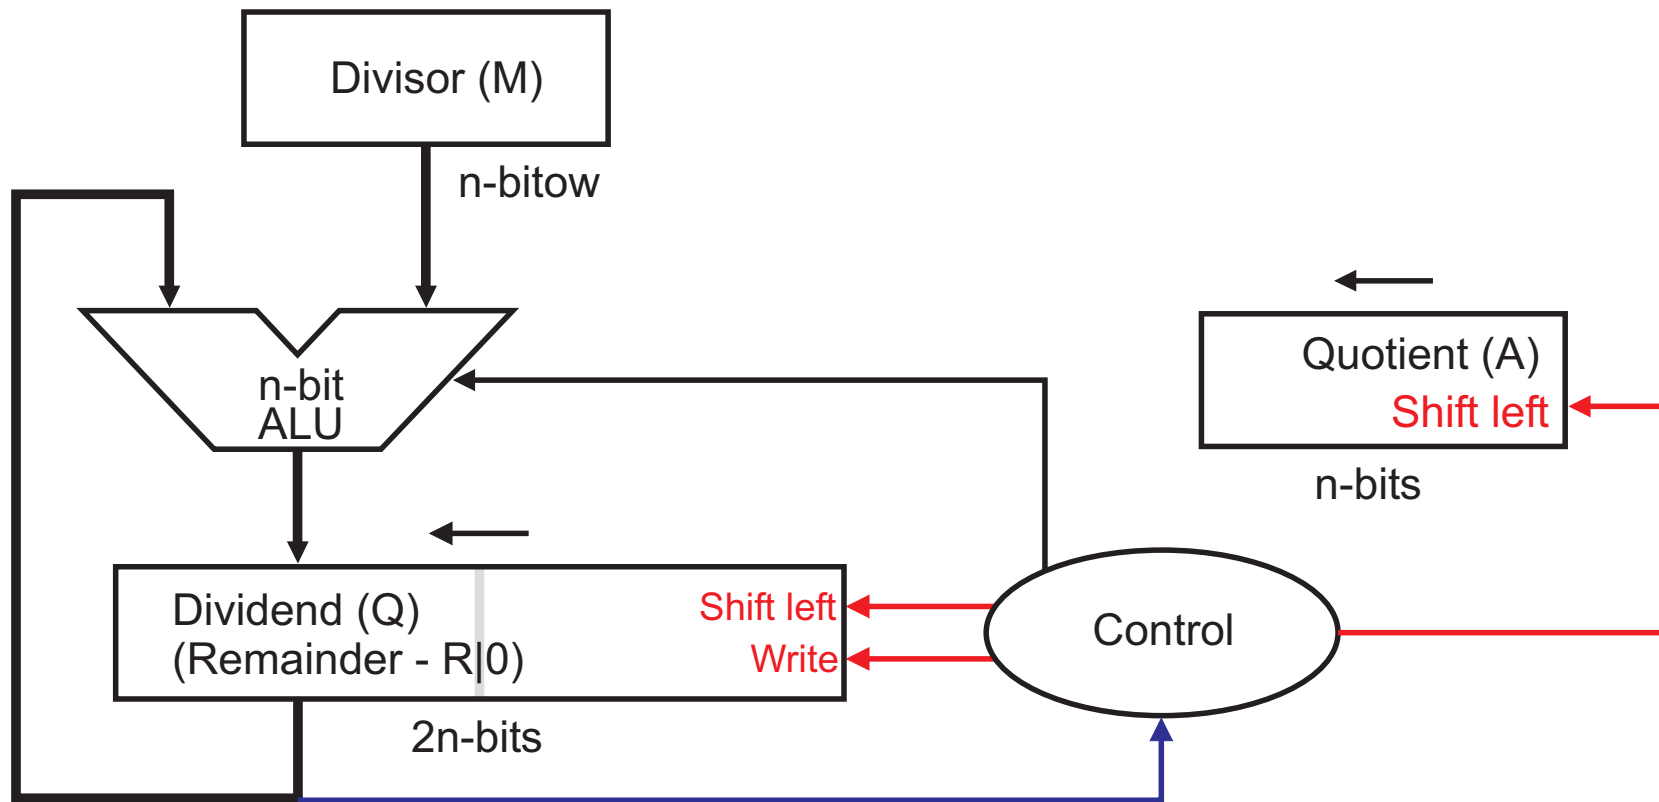 Divisor (M)
n-bitow
n-bit
ALU
Quotient (A)
Shift left
n-bits
Dividend (Q)
(Remainder - R|0)
Shift left
Write
2n-bits
Control